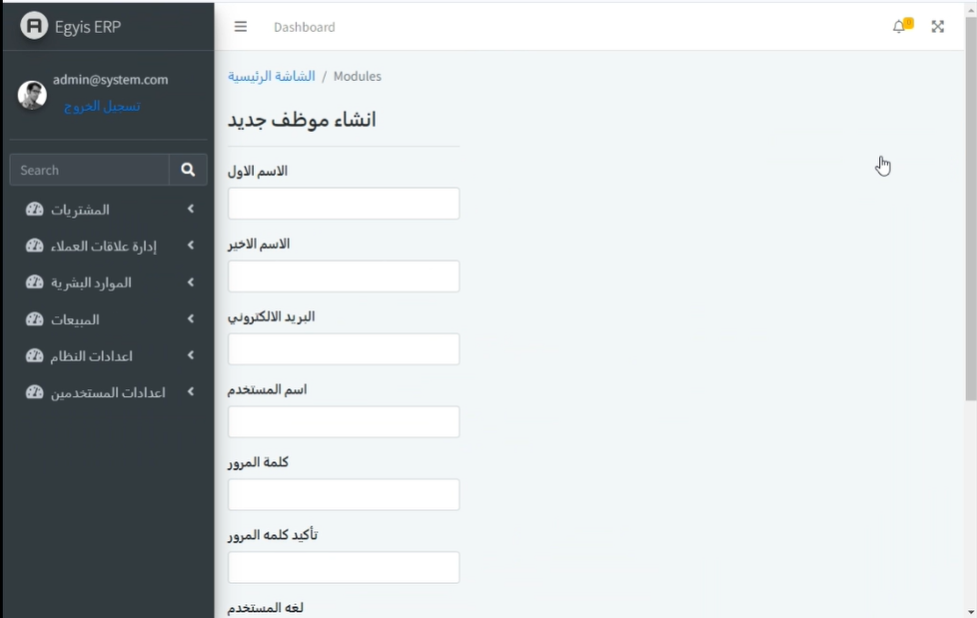 Egyis ERP
Dashboard
admin@system.com
تسجيل الخروج
Search
المشتريات
إدارة علاقات العملاء
الموارد البشرية
المبيعات
اعدادات النظام
اعدادات المستخدمين
الشاشة الرئيسية / Modules
انشاء موظف جديد
الاسم الاول
الاسم الاخير
البريد الالكتروني
اسم المستخدم
كلمة المرور
تأكيد كلمه المرور
لغه المستخدم